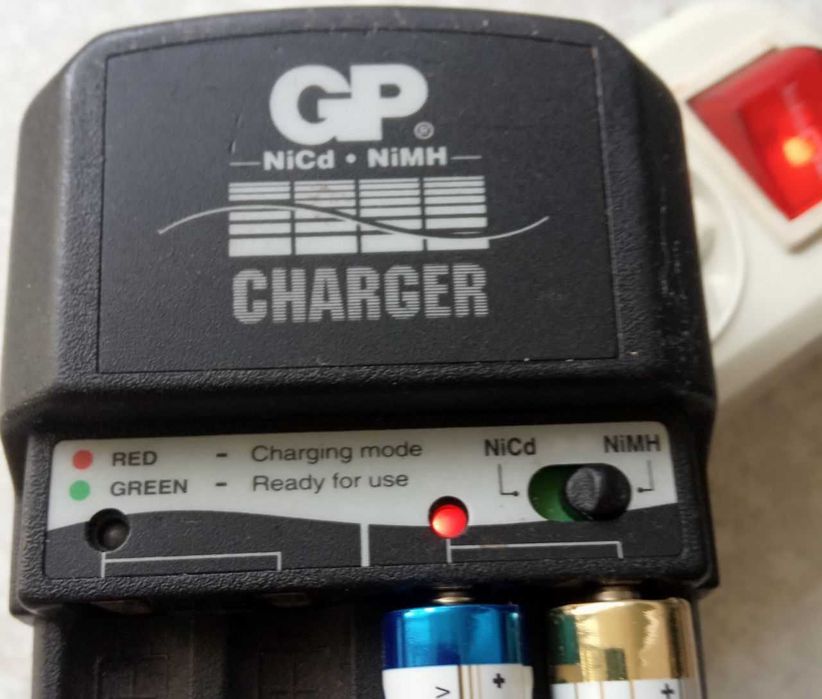 GP®
NiCd • NiMH
CHARGER
RED - Charging mode
GREEN - Ready for use
NiCd NiMH
V + +